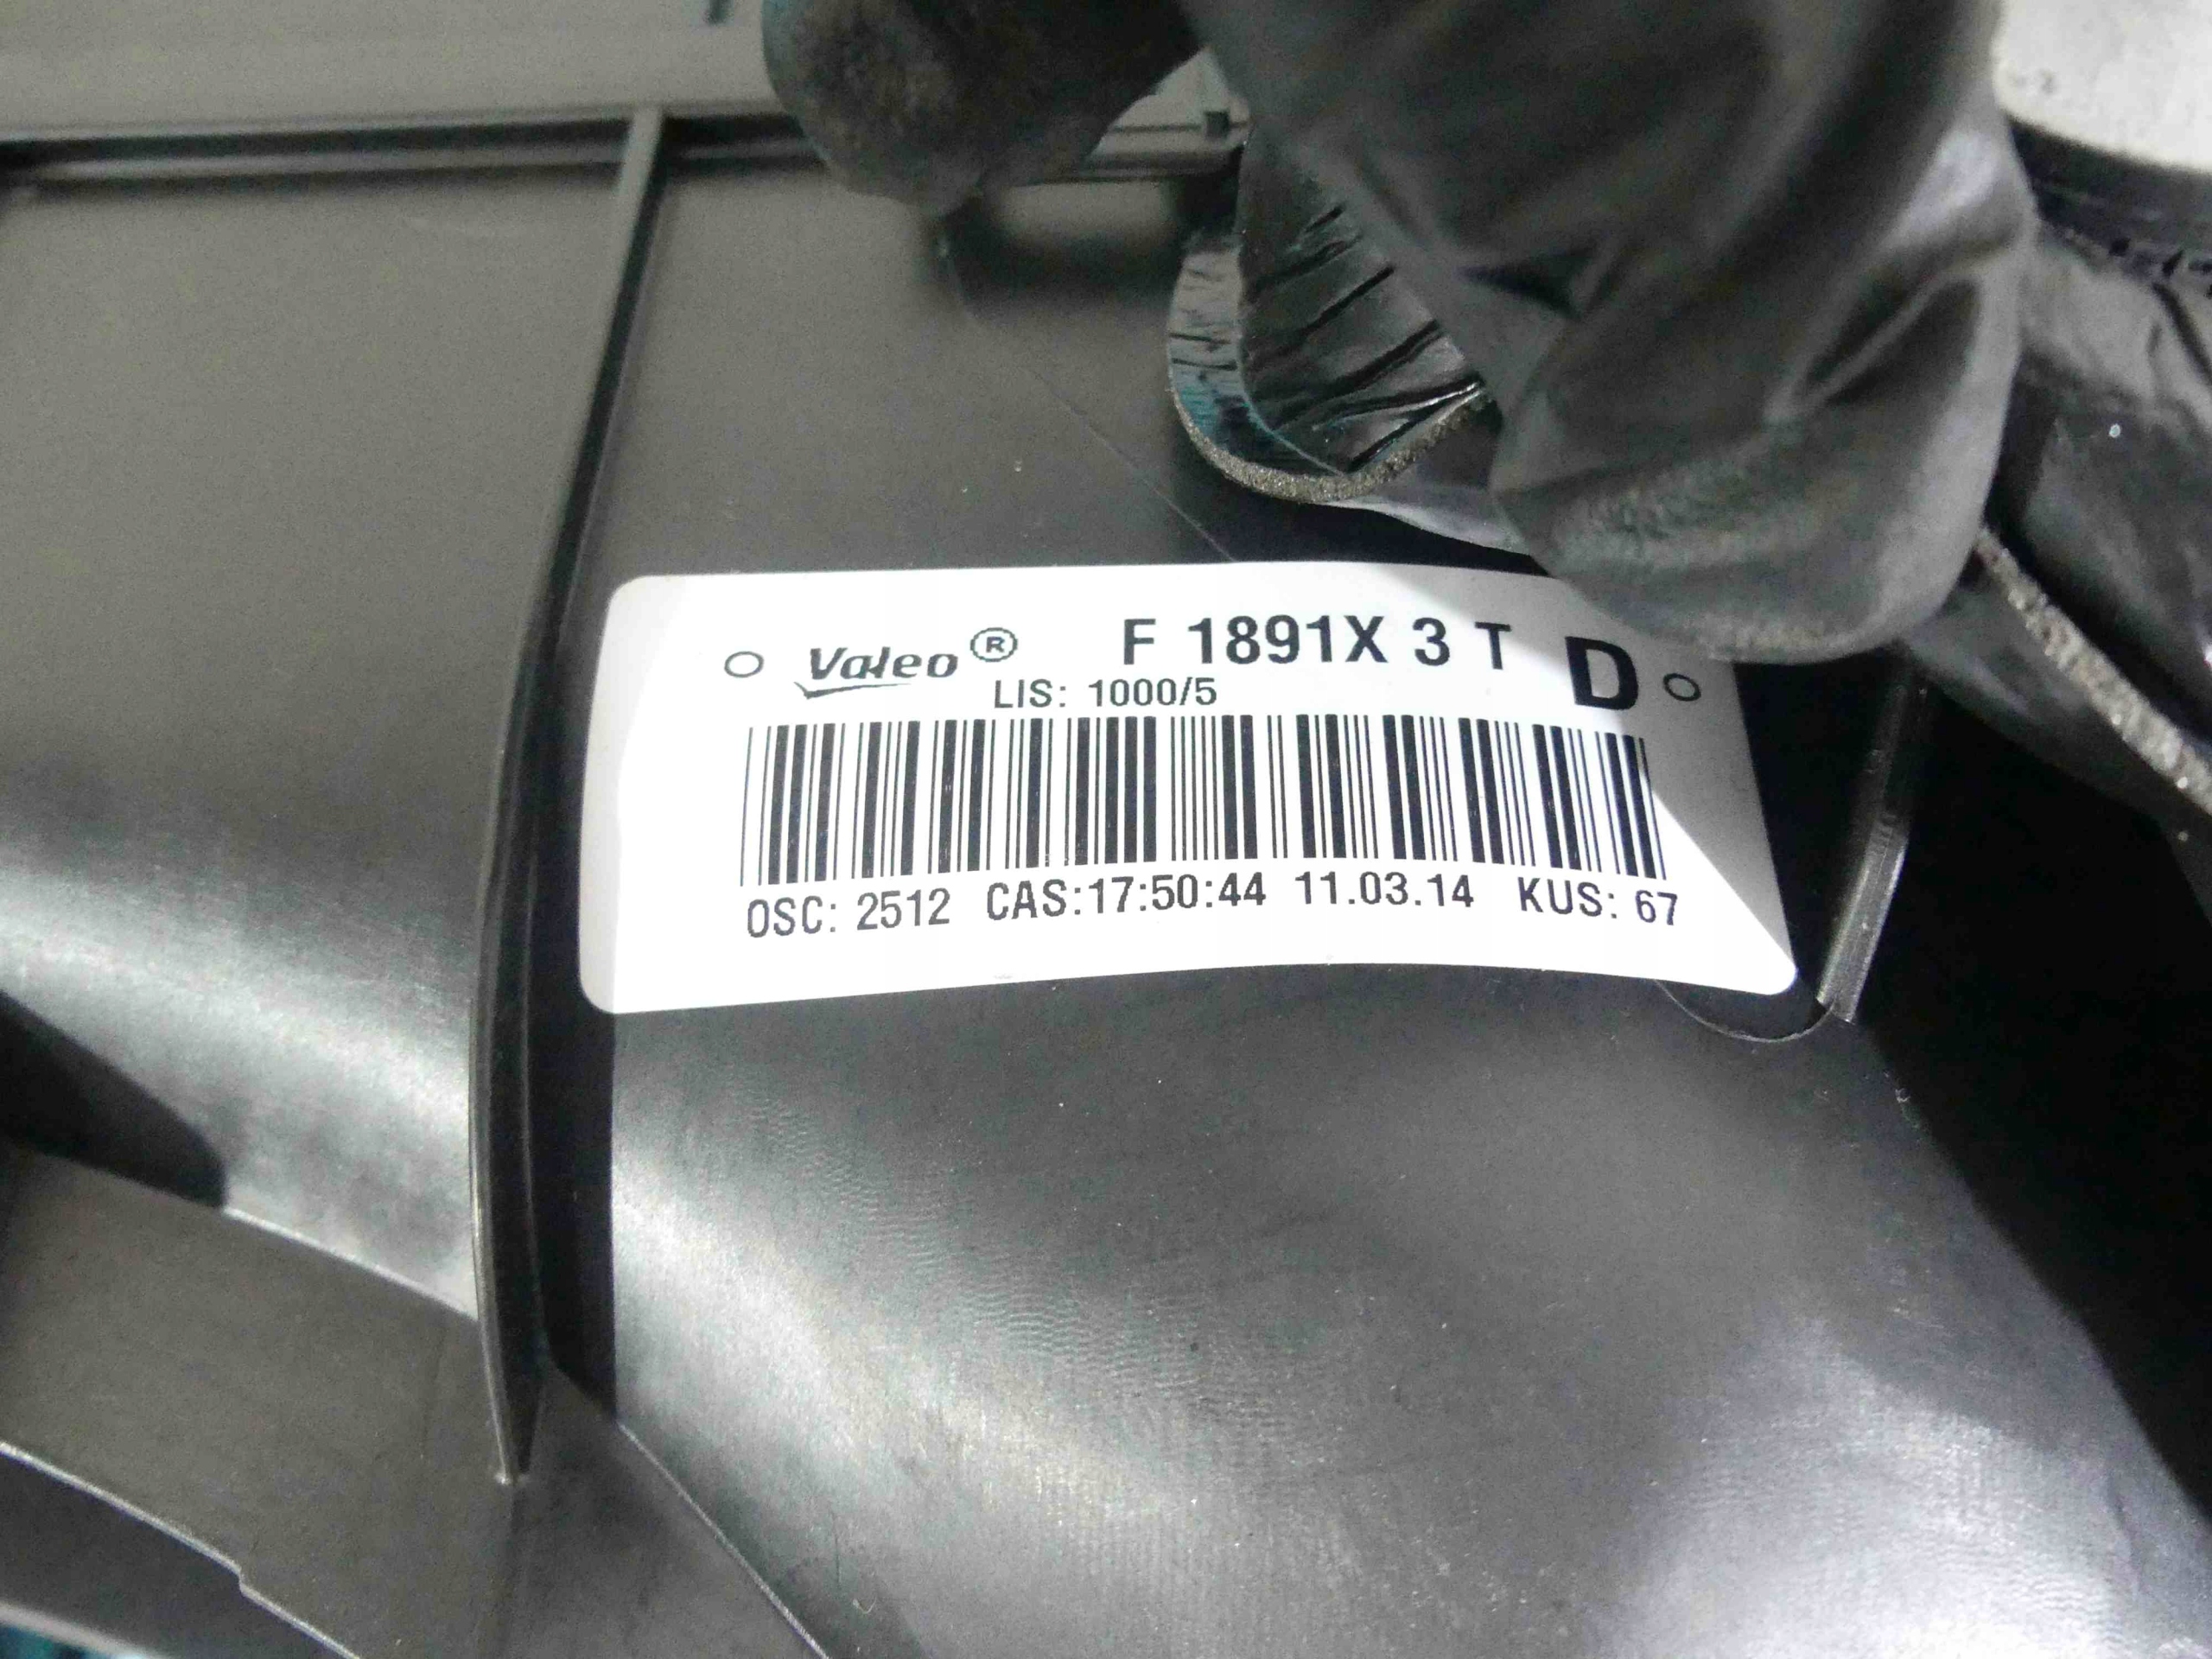 Valeo® F 1891X 3 T D
LIS: 1000/5
OSC: 2512 CAS:17:50:44 11.03.14 KUS: 67